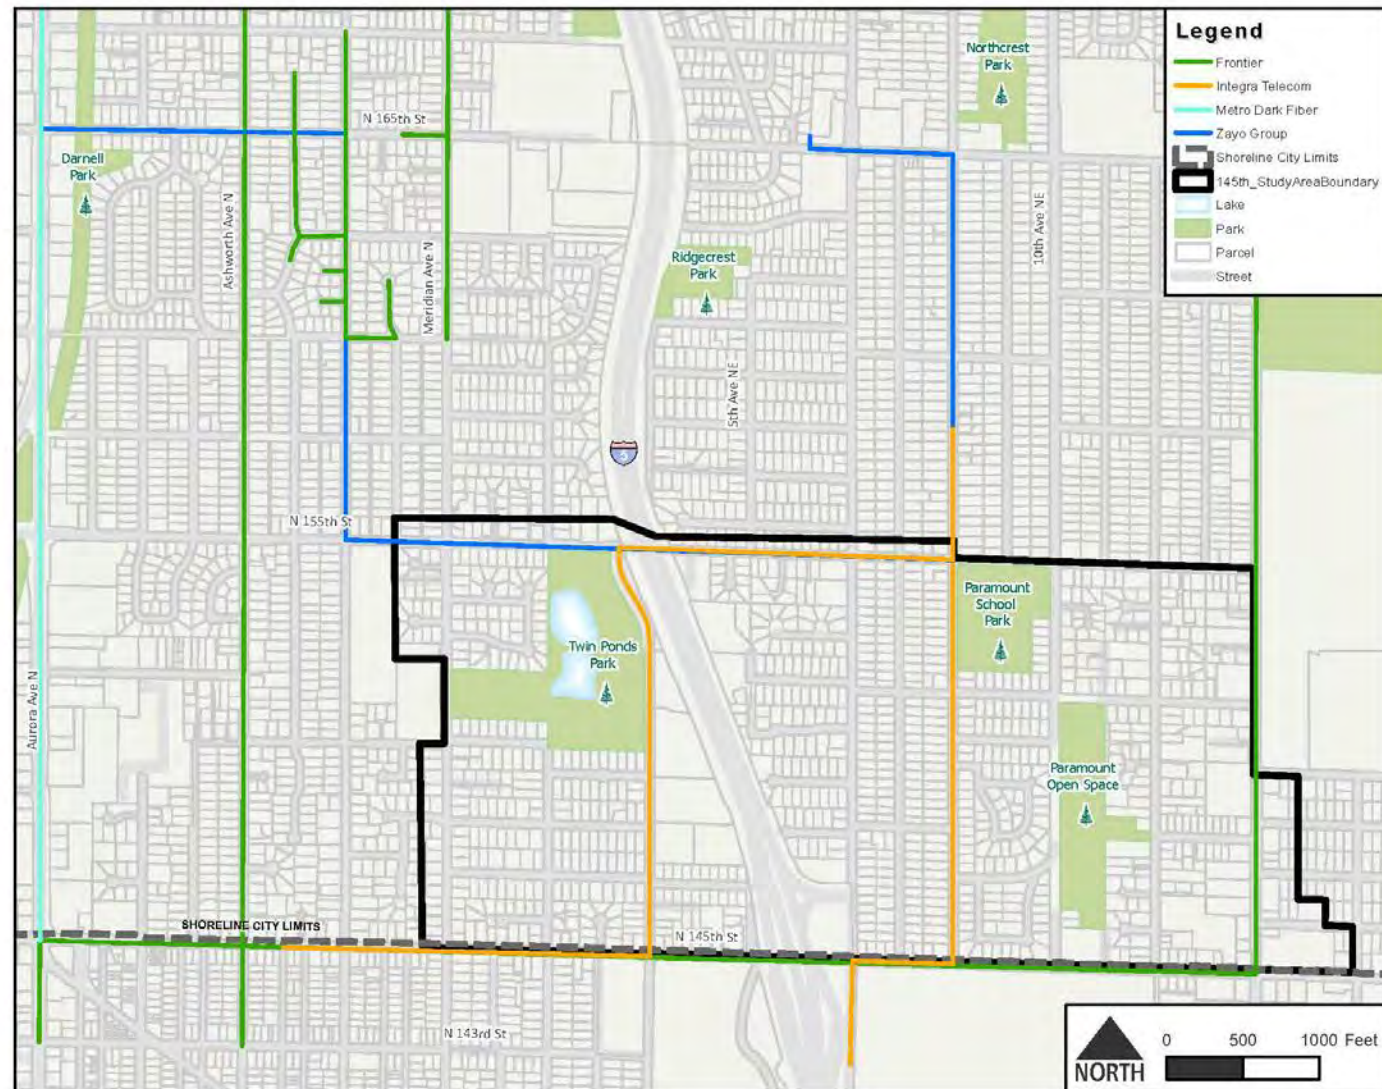 Legend
Frontier
Integra Telecom
Metro Dark Fiber
Zayo Group
Shoreline City Limits
145th_StudyAreaBoundary
Lake
Park
Parcel
Street
Northcrest
Park
N 165th St
Darnell
Park
Ashworth Ave N
Meridian Ave N
10th Ave NE
Ridgecrest
Park
5th Ave NE
5
N 155th St
Paramount
School
Park
Twin Ponds
Park
Aurora Ave N
Paramount
Open Space
SHORELINE CITY LIMITS
N 145th St
N 143rd St
NORTH
0 500 1000 Feet